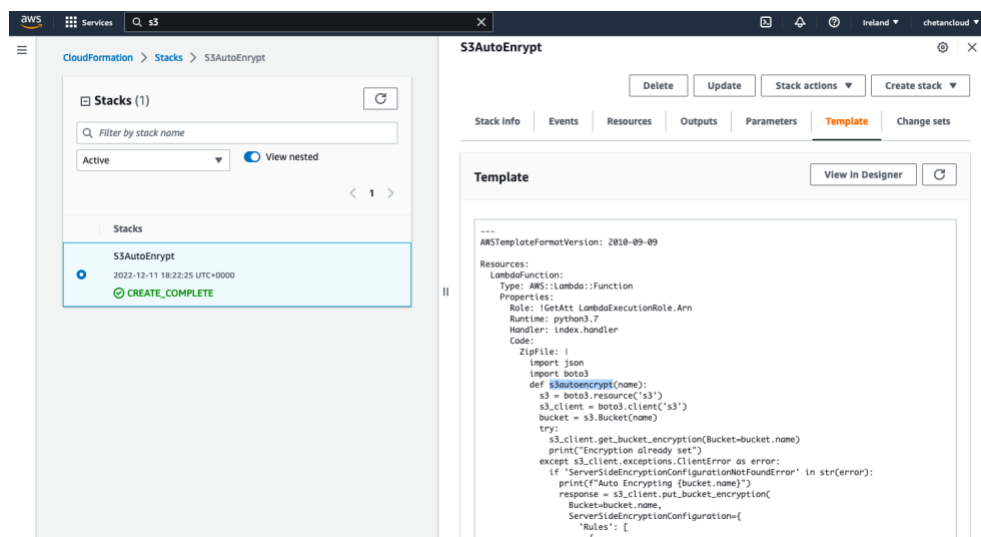 aws
Services
s3
Ireland
chetancloud
CloudFormation > Stacks > S3AutoEnrypt
Stacks (1)
Filter by stack name
Active
View nested
< 1 >
Stacks
S3AutoEnrypt
2022-12-11 18:22:25 UTC+0000
CREATE_COMPLETE
S3AutoEnrypt
Delete
Update
Stack actions
Create stack
Stack info
Events
Resources
Outputs
Parameters
Template
Change sets
Template
View in Designer
---
AWSTemplateFormatVersion: 2010-09-09
Resources:
LambdaFunction:
Type: AWS::Lambda::Function
Properties:
Role: !GetAtt LambdaExecutionRole.Arn
Runtime: python3.7
Handler: index.handler
Code:
ZipFile: |
import json
import boto3
def s3autoencrypt(name):
s3 = boto3.resource('s3')
s3_client = boto3.client('s3')
bucket = s3.Bucket(name)
try:
s3_client.get_bucket_encryption(Bucket=bucket.name)
print("Encryption already set")
except s3_client.exceptions.ClientError as error:
if 'ServerSideEncryptionConfigurationNotFoundError' in str(error):
print(f"Auto Encrypting {bucket.name}")
response = s3_client.put_bucket_encryption(
Bucket=bucket.name,
ServerSideEncryptionConfiguration={
'Rules': [